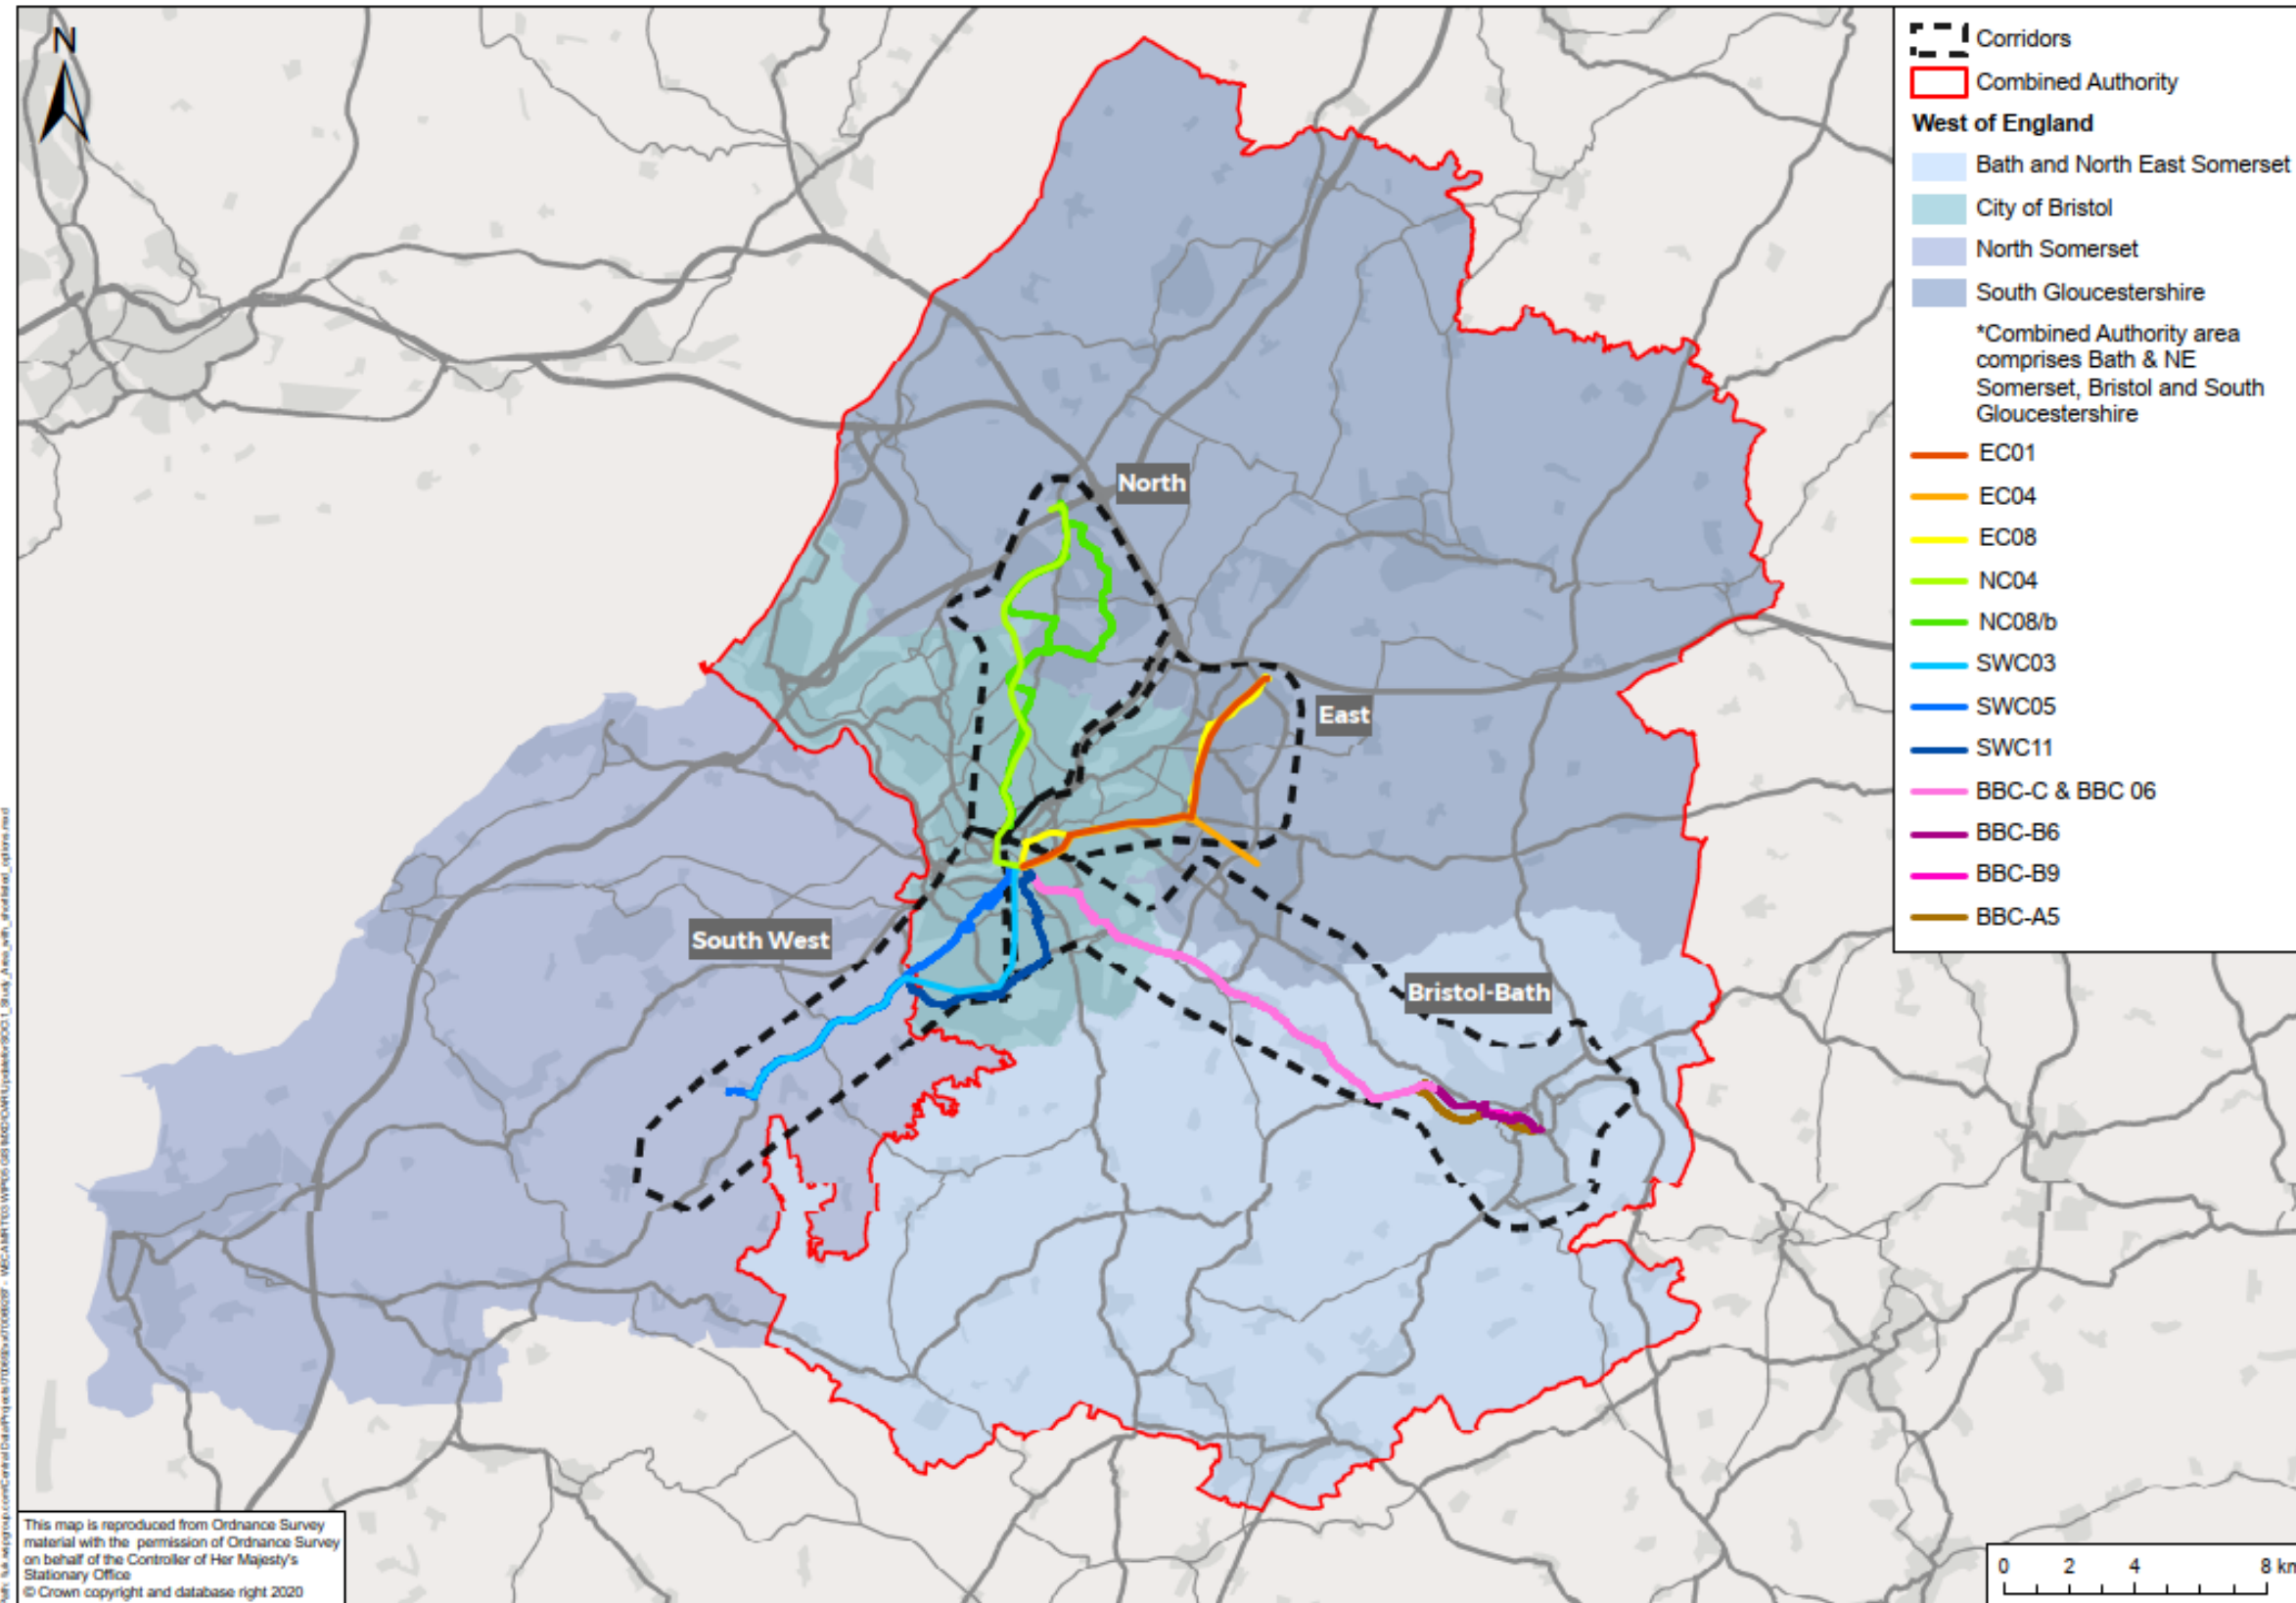 N
North
East
South West
Bristol-Bath
Corridors
Combined Authority
West of England
Bath and North East Somerset
City of Bristol
North Somerset
South Gloucestershire
*Combined Authority area
comprises Bath & NE
Somerset, Bristol and South
Gloucestershire
EC01
EC04
EC08
NC04
NC08/b
SWC03
SWC05
SWC11
BBC-C & BBC 06
BBC-B6
BBC-B9
BBC-A5
This map is reproduced from Ordnance Survey
material with the permission of Ordnance Survey
on behalf of the Controller of Her Majesty's
Stationary Office
© Crown copyright and database right 2020
0 2 4 8 km